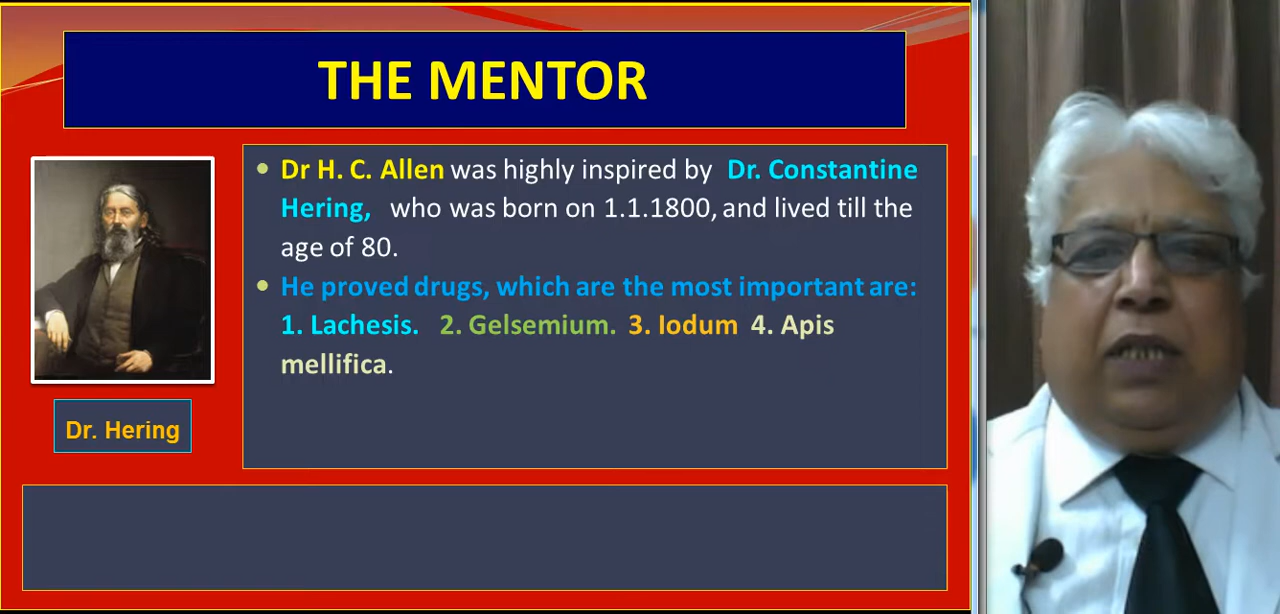 THE MENTOR
Dr H. C. Allen was highly inspired by Dr. Constantine
Hering, who was born on 1.1.1800, and lived till the
age of 80.
He proved drugs, which are the most important are:
1. Lachesis. 2. Gelsemium. 3. Iodum 4. Apis
mellifica.
Dr. Hering